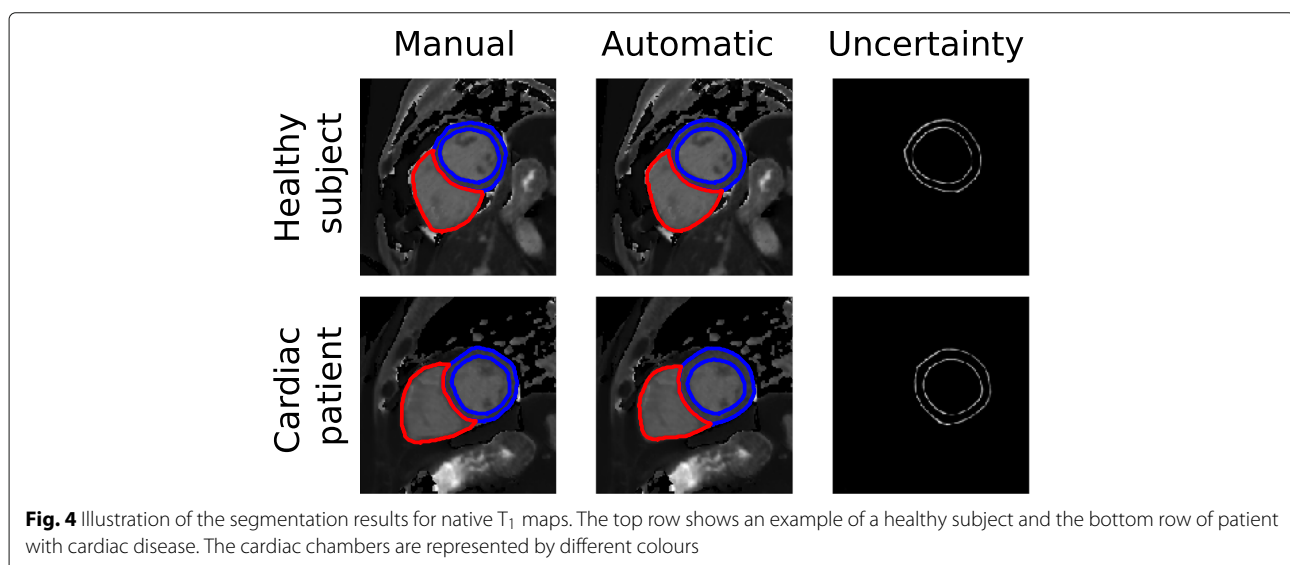 Manual Automatic Uncertainty
Healthy
subject
Cardiac
patient
Fig. 4 Illustration of the segmentation results for native T₁ maps. The top row shows an example of a healthy subject and the bottom row of patient
with cardiac disease. The cardiac chambers are represented by different colours